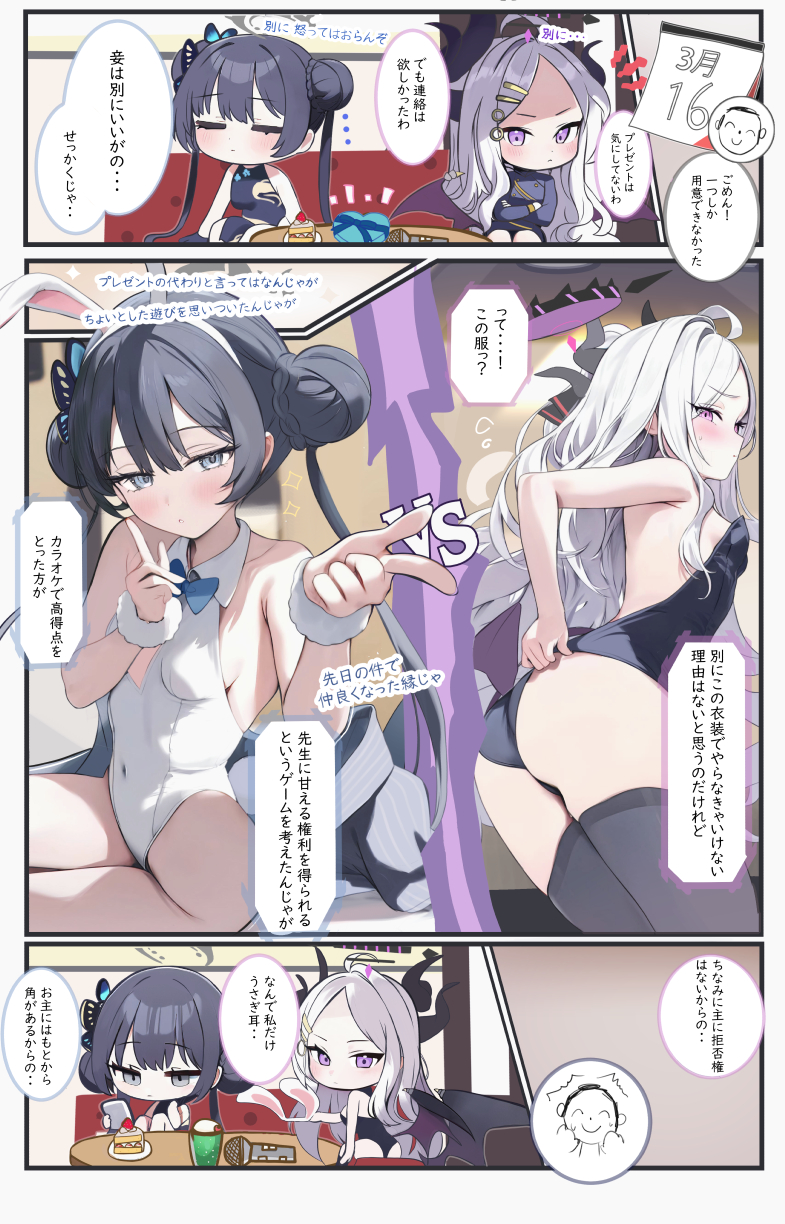 3月
16
ごめん！
一つしか
用意できなかった
別に・・・
プレゼントは
気にしてないわ
でも連絡は
欲しかったわ
別に 怒ってはおらんぞ
妾は別にいいがの・・・
せっかくじゃ・・
プレゼントの代わりと言ってはなんじゃが
ちょいとした遊びを思いついたんじゃが
って・・・！
この服っ？
VS
カラオケで高得点を
とった方が
先日の件で
仲良くなった縁じゃ
先生に甘える権利を得られる
というゲームを考えたんじゃが
別にこの衣装でやらなきゃいけない
理由はないと思うのだけれど
ちなみに主に拒否権
はないからの・・
なんで私だけ
うさぎ耳・・
お主にはもとから
角があるからの・・